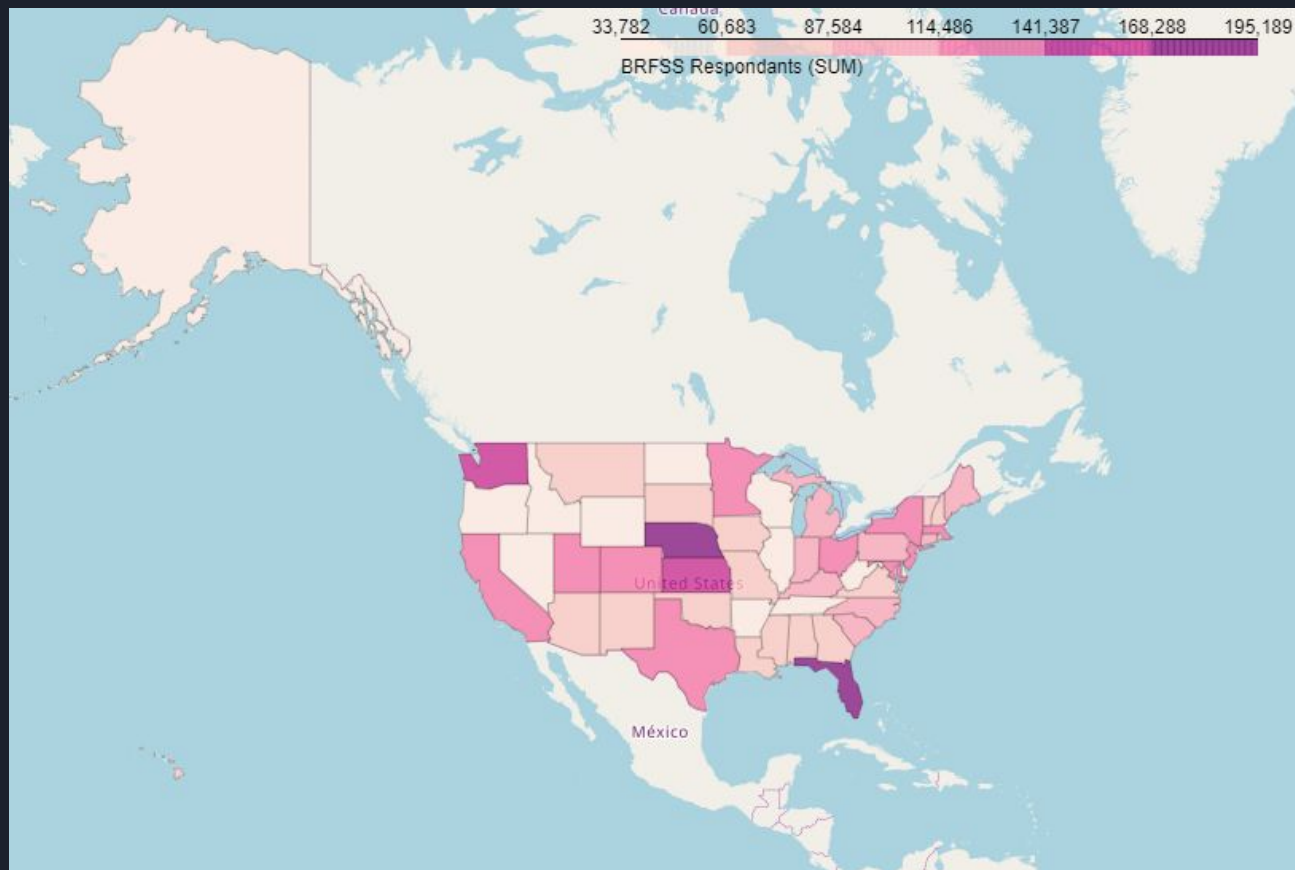 Canada
33,782 60,683 87,584 114,486 141,387 168,288 195,189
BRFSS Respondants (SUM)
United States
México